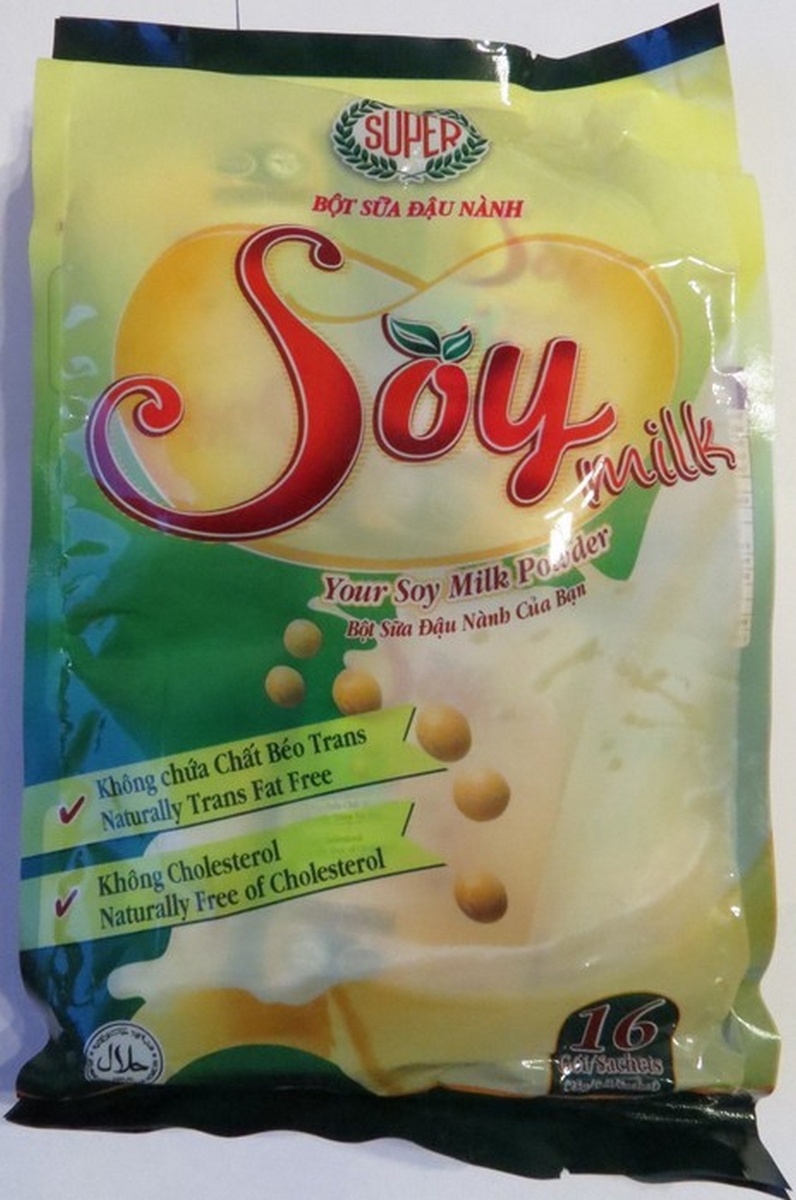 SUPER
BỘT SỮA ĐẬU NÀNH
Soy
milk
Your Soy Milk Powder
Bột Sữa Đậu Nành Của Bạn
Không chứa Chất Béo Trans
Naturally Trans Fat Free
Không Cholesterol
Naturally Free of Cholesterol
16
Gói/Sachets
حلال